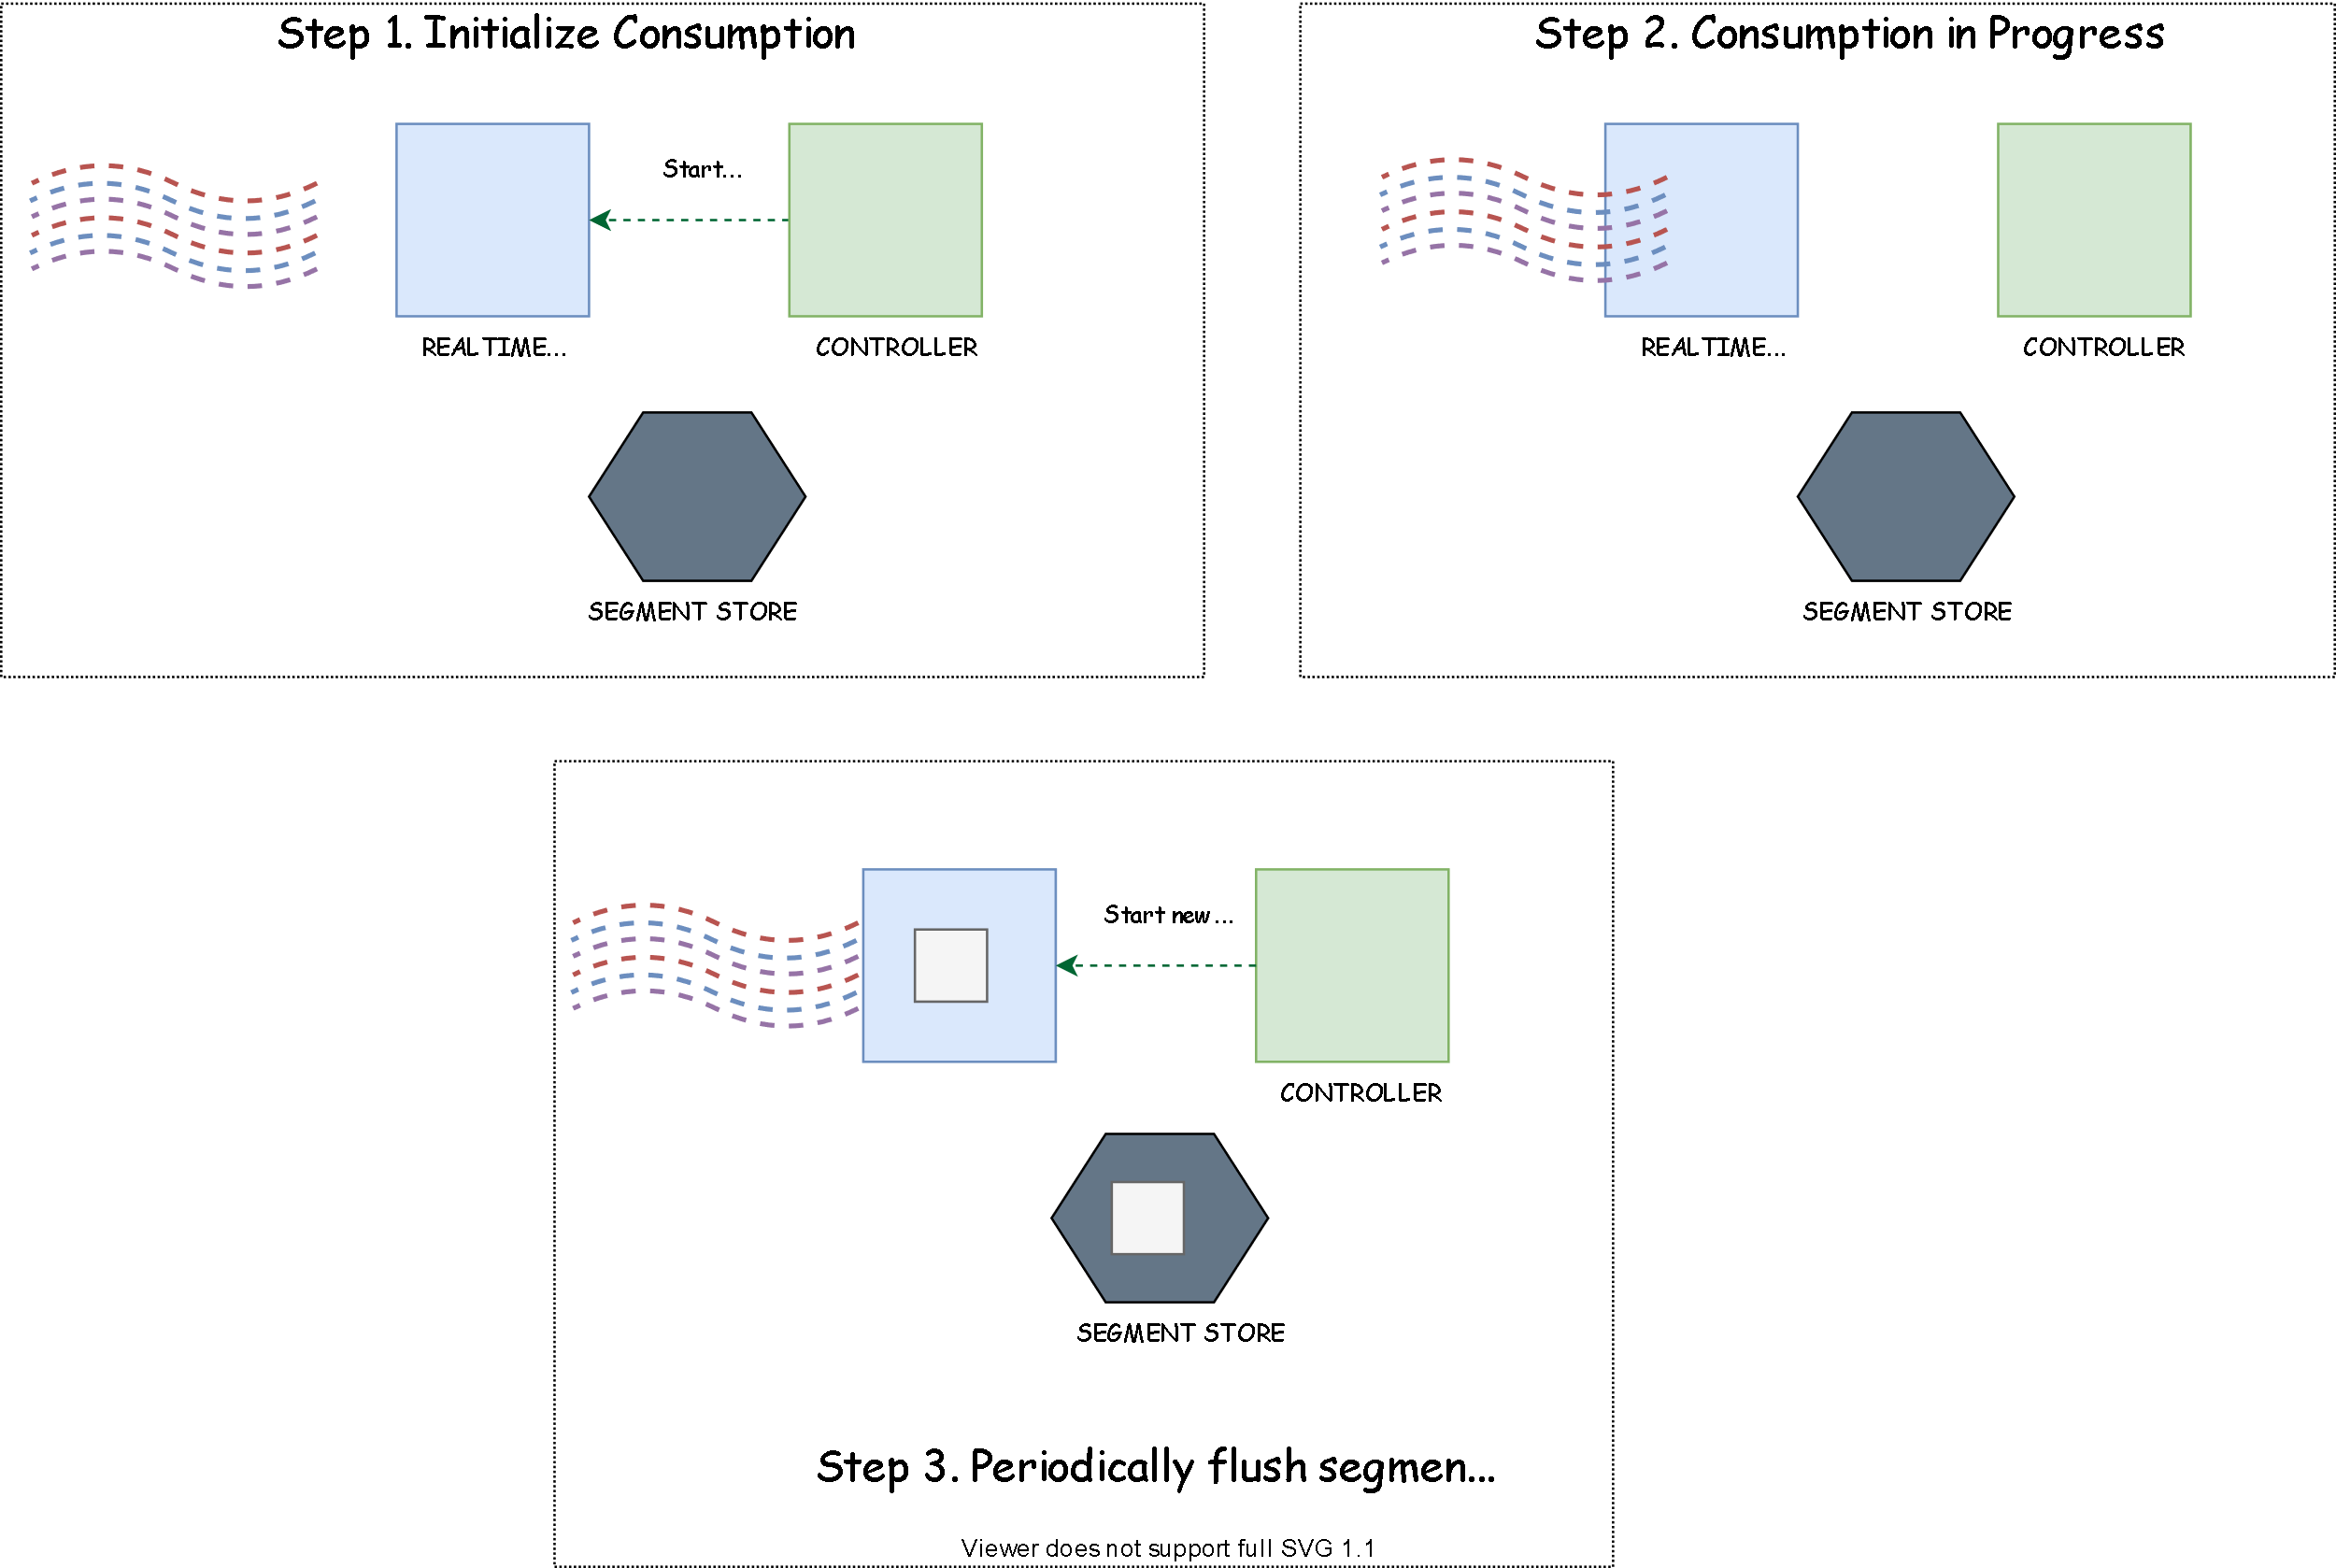 Step 1. Initialize Consumption
Start...
REALTIME...
CONTROLLER
SEGMENT STORE
Step 2. Consumption in Progress
REALTIME...
CONTROLLER
SEGMENT STORE
Start new ...
CONTROLLER
SEGMENT STORE
Step 3. Periodically flush segmen...
Viewer does not support full SVG 1.1